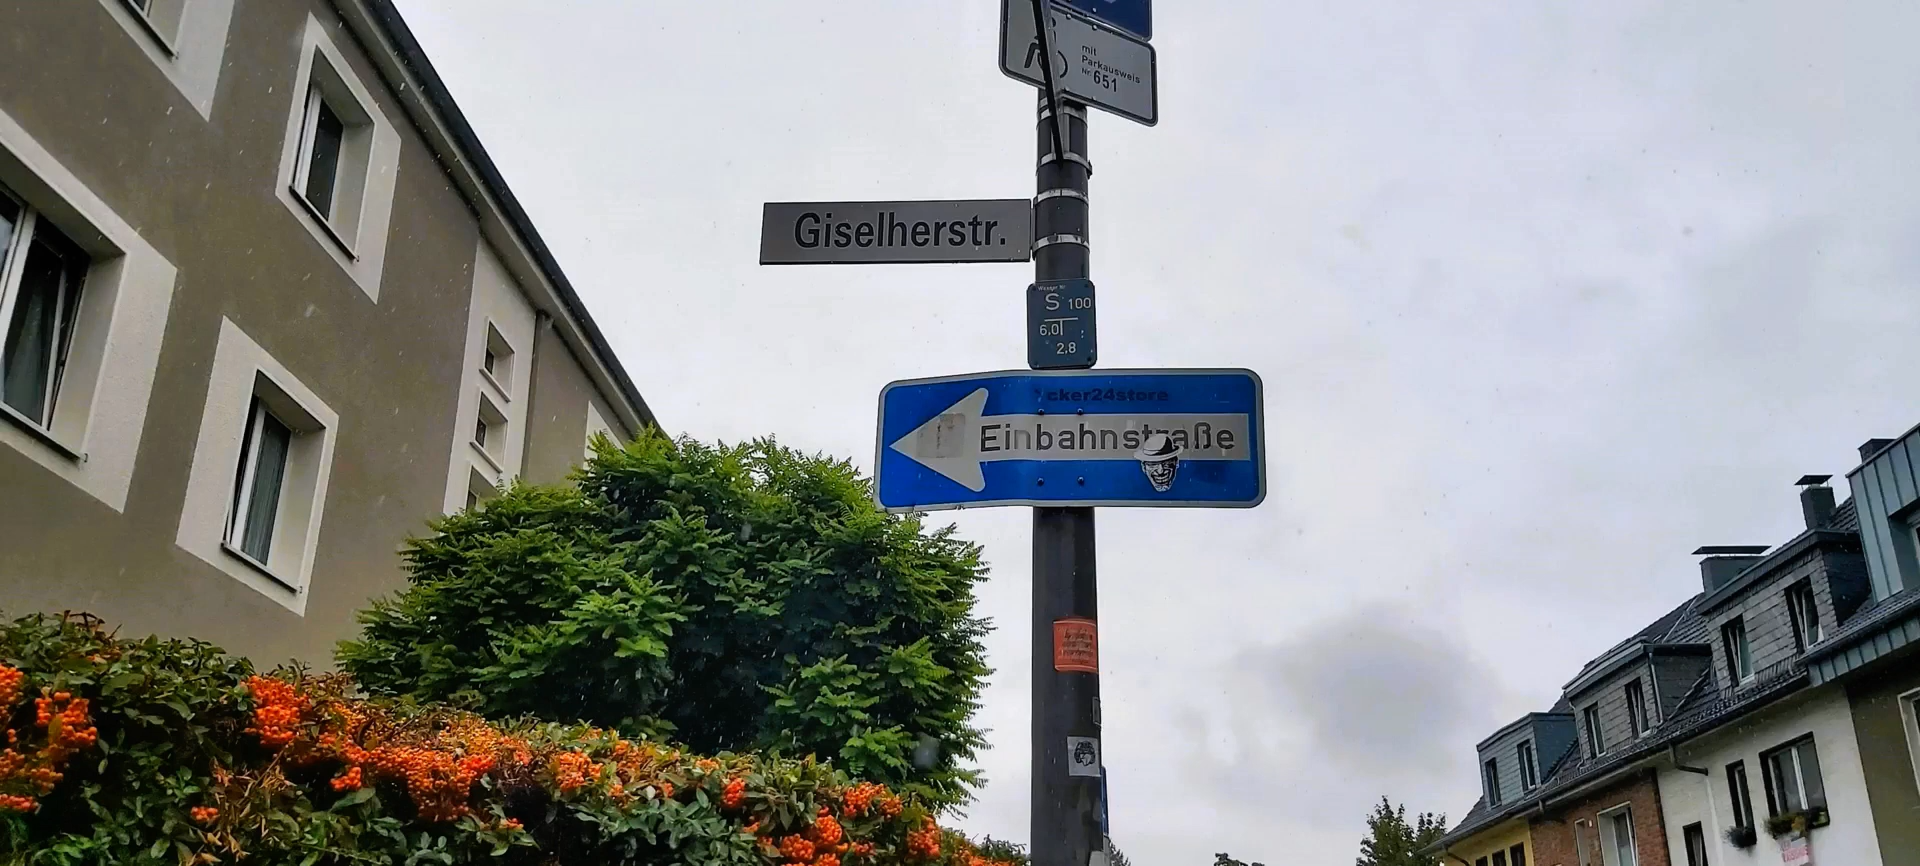 mit
Parkausweis
Nr. 651
Giselherstr.
S 100
6,0
2,8
cker24store
Einbahnstraße